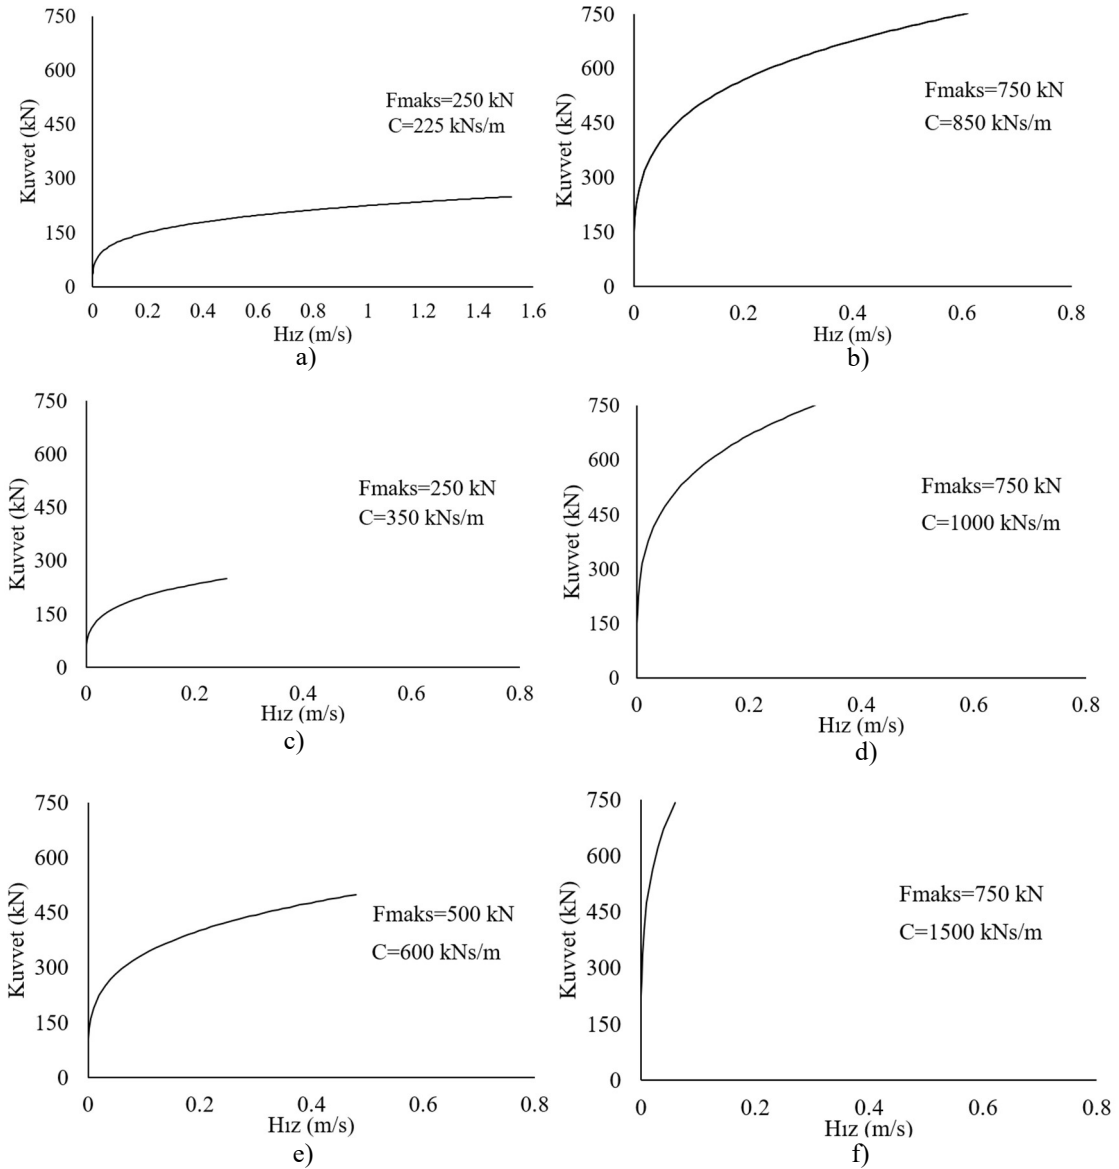 750
600
450
300
150
0
Kuvvet (kN)
Fmaks=250 kN
C=225 kNs/m
0 0.2 0.4 0.6 0.8 1 1.2 1.4 1.6
Hız (m/s)
a)
750
600
450
300
150
0
Kuvvet (kN)
Fmaks=750 kN
C=850 kNs/m
0 0.2 0.4 0.6 0.8
Hız (m/s)
b)
750
600
450
300
150
0
Kuvvet (kN)
Fmaks=250 kN
C=350 kNs/m
0 0.2 0.4 0.6 0.8
Hız (m/s)
c)
750
600
450
300
150
0
Kuvvet (kN)
Fmaks=750 kN
C=1000 kNs/m
0 0.2 0.4 0.6 0.8
Hız (m/s)
d)
750
600
450
300
150
0
Kuvvet (kN)
Fmaks=500 kN
C=600 kNs/m
0 0.2 0.4 0.6 0.8
Hız (m/s)
e)
750
600
450
300
150
0
Kuvvet (kN)
Fmaks=750 kN
C=1500 kNs/m
0 0.2 0.4 0.6 0.8
Hız (m/s)
f)